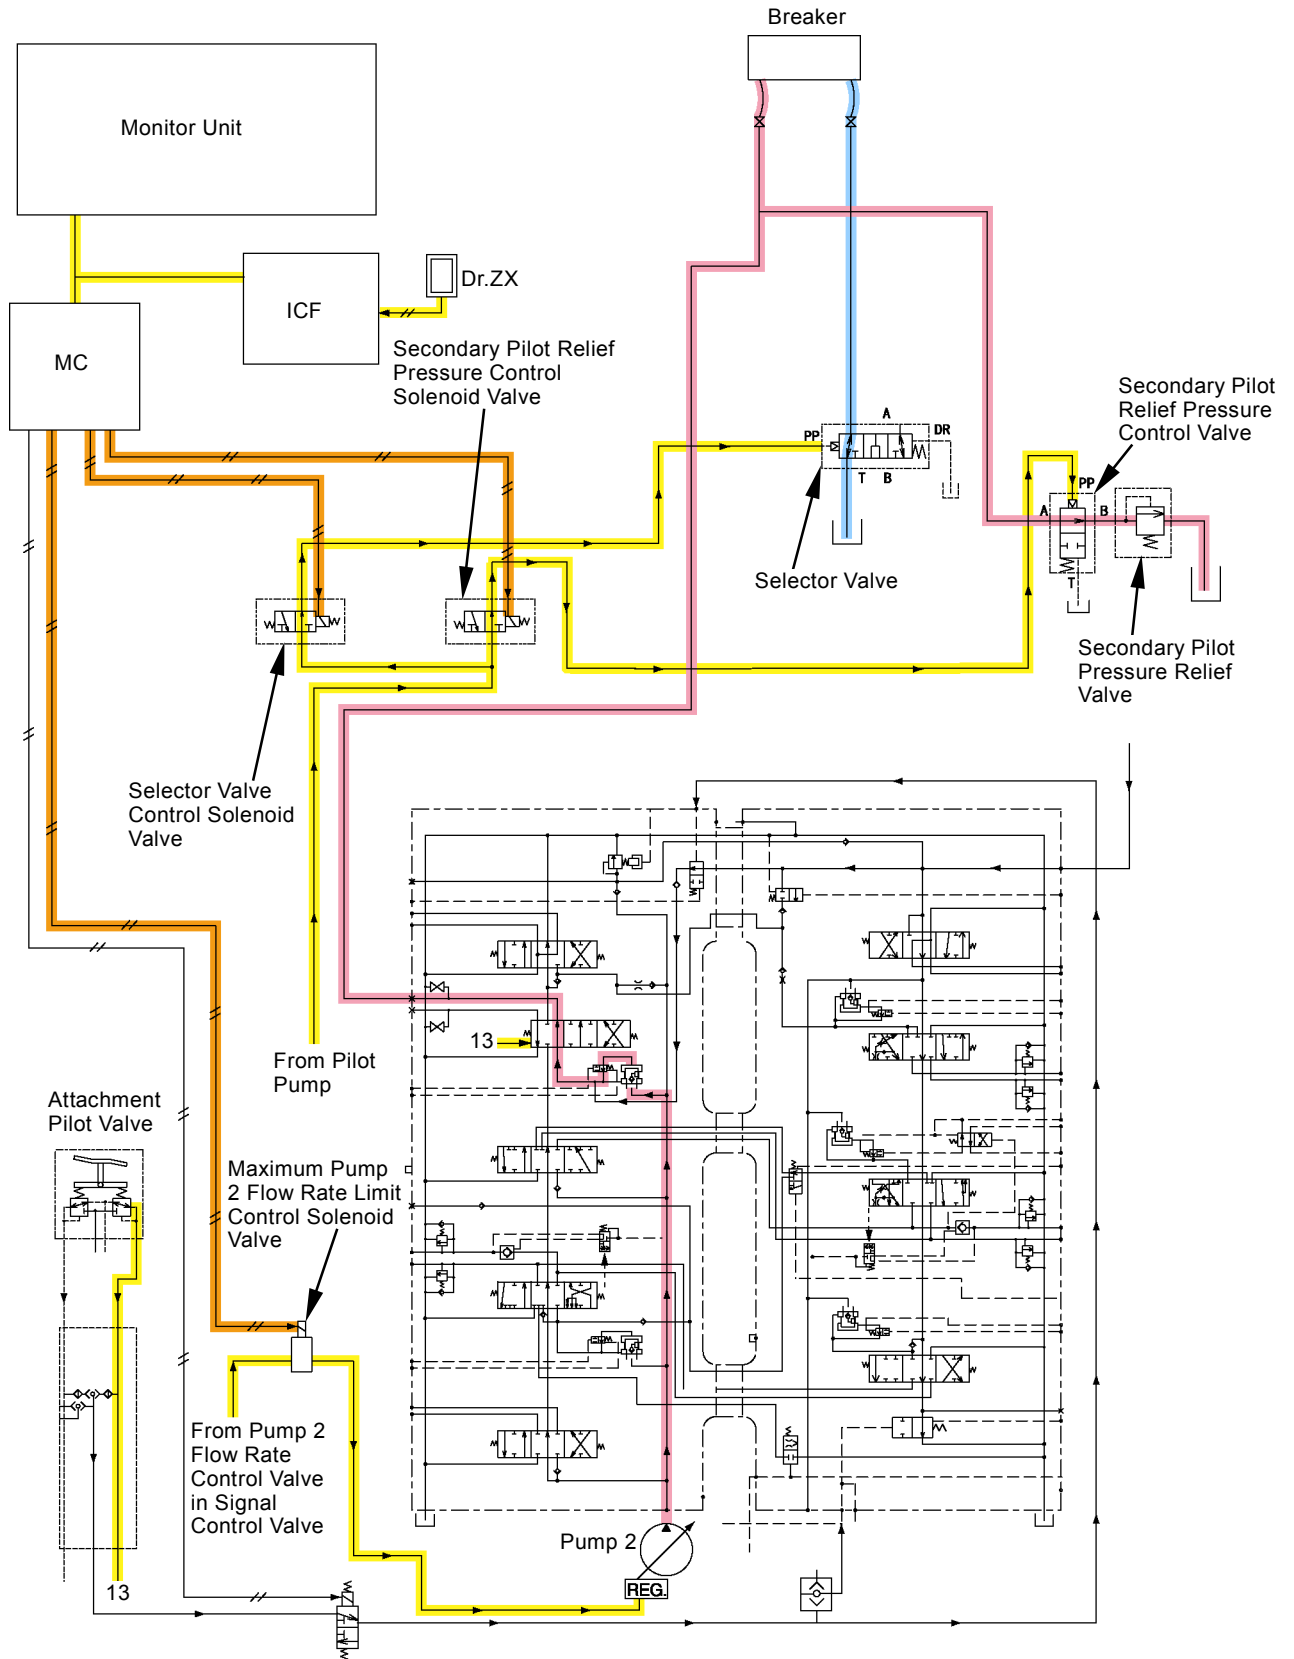 Breaker
Monitor Unit
Dr.ZX
ICF
MC
Secondary Pilot Relief
Pressure Control
Solenoid Valve
Secondary Pilot
Relief Pressure
Control Valve
A
DR
PP
T B
PP
A
B
T
Selector Valve
Secondary Pilot
Pressure Relief
Valve
Selector Valve
Control Solenoid
Valve
13
From Pilot
Pump
Attachment
Pilot Valve
Maximum Pump
2 Flow Rate Limit
Control Solenoid
Valve
From Pump 2
Flow Rate
Control Valve
in Signal
Control Valve
Pump 2
REG.
13